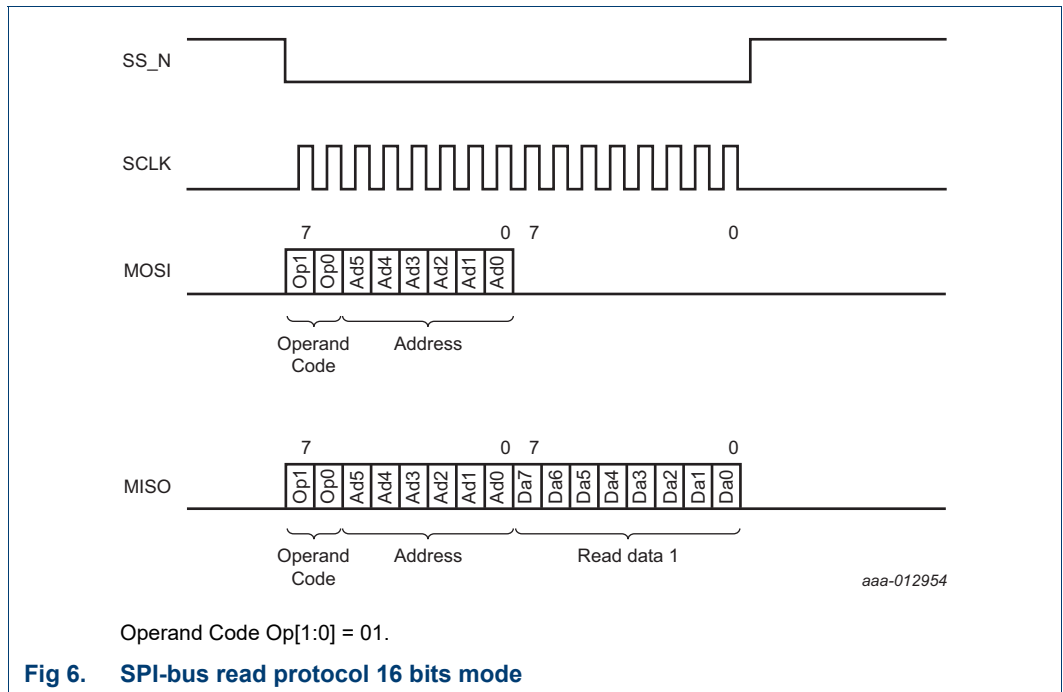 SS_N
SCLK
7 0 7 0
MOSI
Op1 Op0 Ad5 Ad4 Ad3 Ad2 Ad1 Ad0
Operand Address
Code
7 0 7 0
MISO
Op1 Op0 Ad5 Ad4 Ad3 Ad2 Ad1 Ad0 Da7 Da6 Da5 Da4 Da3 Da2 Da1 Da0
Operand Address Read data 1
Code
aaa-012954
Operand Code Op[1:0] = 01.
Fig 6. SPI-bus read protocol 16 bits mode